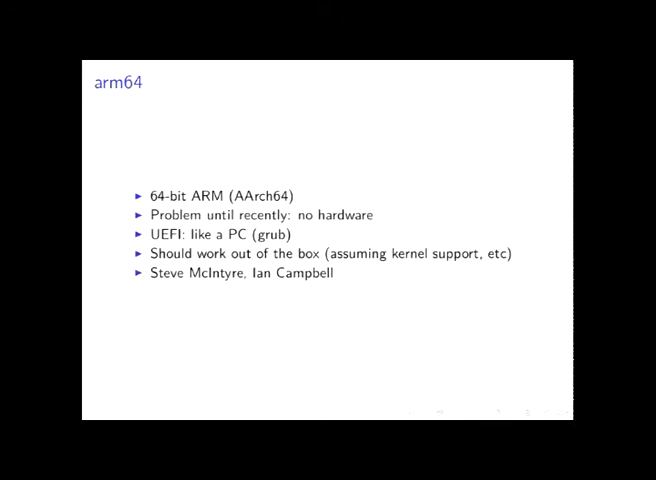 arm64
64-bit ARM (AArch64)
Problem until recently: no hardware
UEFI: like a PC (grub)
Should work out of the box (assuming kernel support, etc)
Steve McIntyre, Ian Campbell